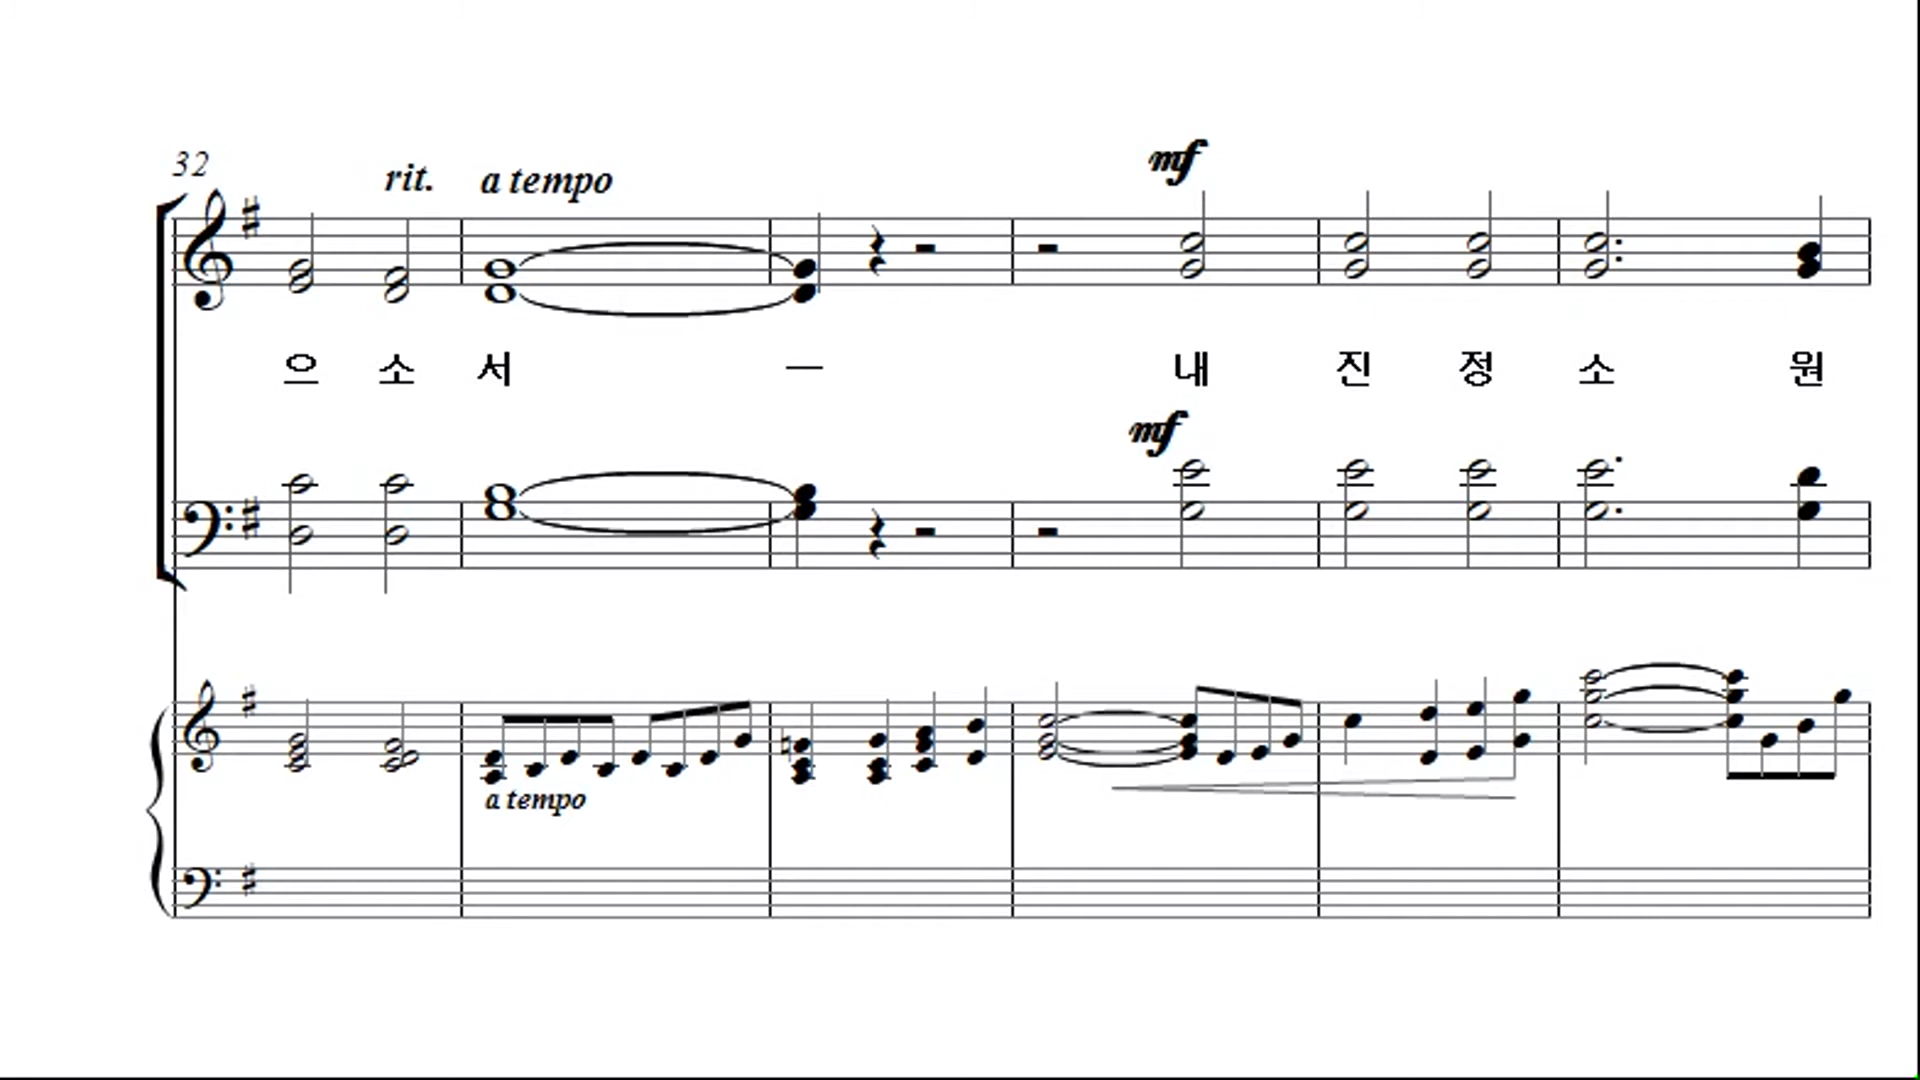 32
rit. a tempo
mf
으 소 서 ㅡ 내 진 정 소 원
mf
a tempo